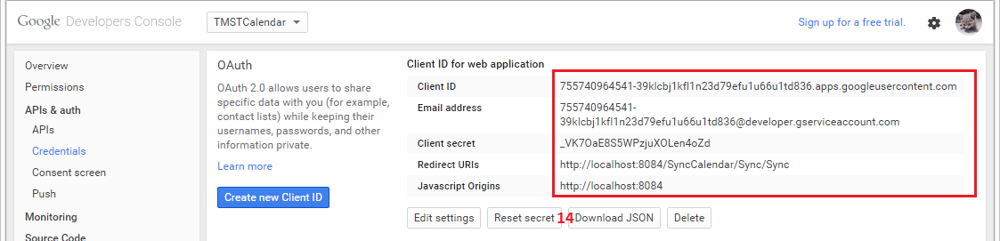 Google Developers Console TMSTCalendar Sign up for a free trial.
Overview
Permissions
APIs & auth
APIs
Credentials
Consent screen
Push
Monitoring
Source Code
OAuth
OAuth 2.0 allows users to share
specific data with you (for example,
contact lists) while keeping their
usernames, passwords, and other
information private.
Learn more
Create new Client ID
Client ID for web application
Client ID 755740964541-39klcbj1kfl1n23d79efu1u66u1td836.apps.googleusercontent.com
Email address 755740964541-
39klcbj1kfl1n23d79efu1u66u1td836@developer.gserviceaccount.com
Client secret _VK7OaE8S5WPzjuXOLen4oZd
Redirect URIs http://localhost:8084/SyncCalendar/Sync/Sync
Javascript Origins http://localhost:8084
Edit settings Reset secret 14 Download JSON Delete